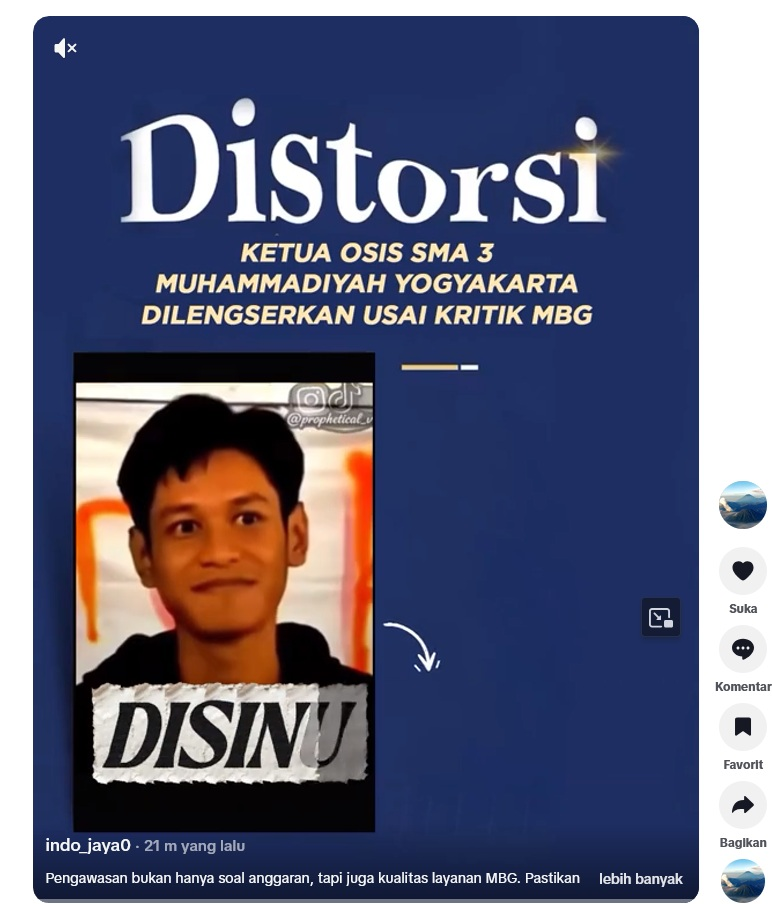 Distorsi
KETUA OSIS SMA 3
MUHAMMADIYAH YOGYAKARTA
DILENGSERKAN USAI KRITIK MBG
@prophetical_v
DISINU
indo_jaya0 · 21 m yang lalu
Pengawasan bukan hanya soal anggaran, tapi juga kualitas layanan MBG. Pastikan lebih banyak
Suka
Komentar
Favorit
Bagikan